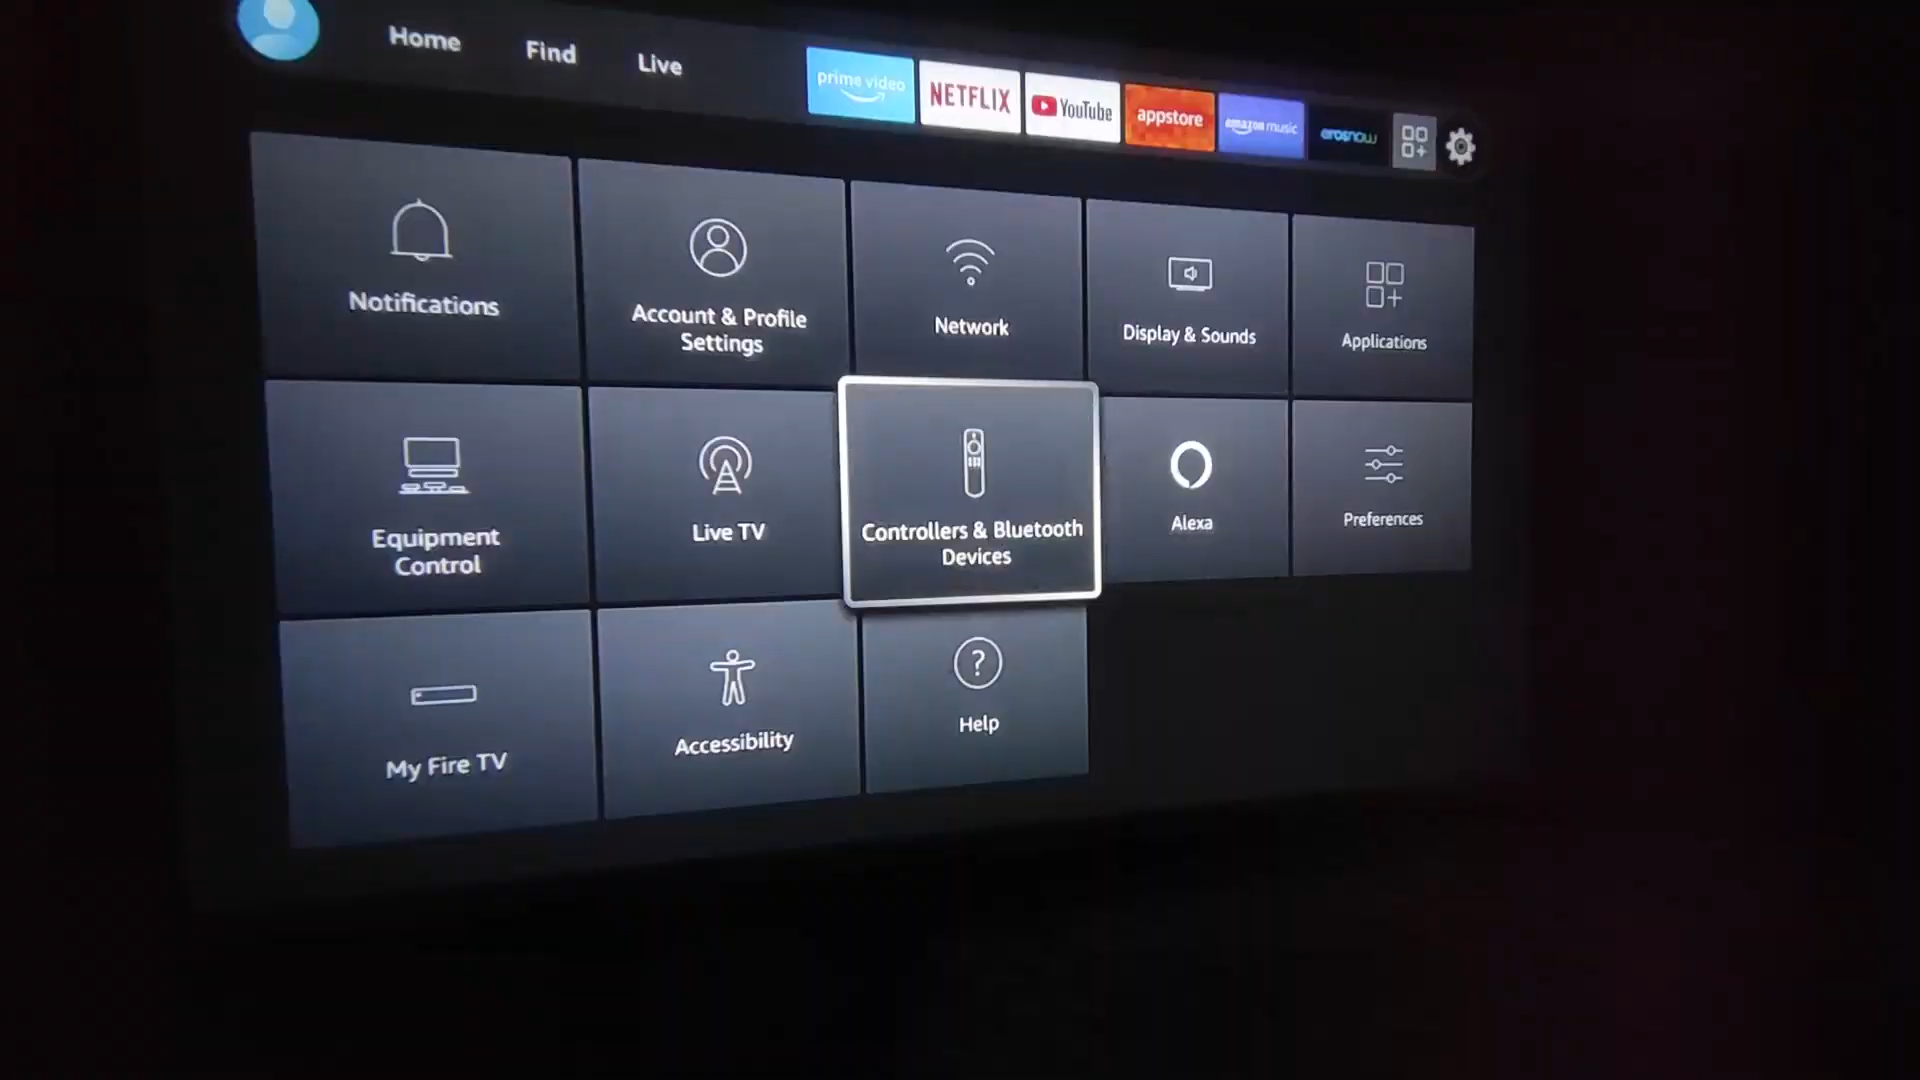 Home
Find
Live
prime video
NETFLIX
YouTube
appstore
amazon music
erosnow
Notifications
Account & Profile
Settings
Network
Display & Sounds
Applications
Equipment
Control
Live TV
Controllers & Bluetooth
Devices
Alexa
Preferences
My Fire TV
Accessibility
?
Help